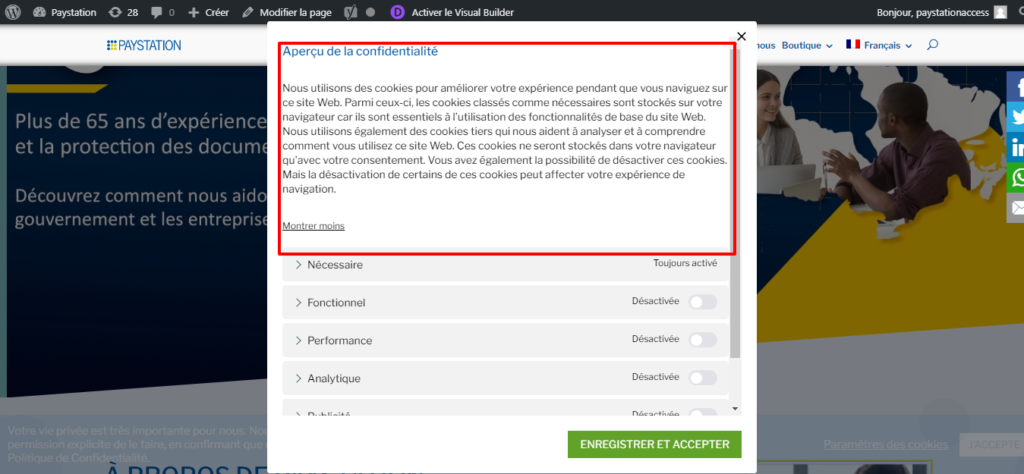 Paystation 28 0 Créer Modifier la page Activer le Visual Builder Bonjour, paystationaccess
PAYSTATION
nous Boutique Français
Plus de 65 ans d'expérience
et la protection des docume
Découvrez comment nous aido
gouvernement et les entreprise
Aperçu de la confidentialité
Nous utilisons des cookies pour améliorer votre expérience pendant que vous naviguez sur
ce site Web. Parmi ceux-ci, les cookies classés comme nécessaires sont stockés sur votre
navigateur car ils sont essentiels à l'utilisation des fonctionnalités de base du site Web.
Nous utilisons également des cookies tiers qui nous aident à analyser et à comprendre
comment vous utilisez ce site Web. Ces cookies ne seront stockés dans votre navigateur
qu'avec votre consentement. Vous avez également la possibilité de désactiver ces cookies.
Mais la désactivation de certains de ces cookies peut affecter votre expérience de
navigation.
Montrer moins
Nécessaire Toujours activé
Fonctionnel Désactivée
Performance Désactivée
Analytique Désactivée
Publicité Désactivée
ENREGISTRER ET ACCEPTER
Votre vie privée est très importante pour nous.
permission explicite de le faire, en confirmant que
Politique de Confidentialité.
Paramètres des cookies J'ACCEPTE
À PROPOS DE